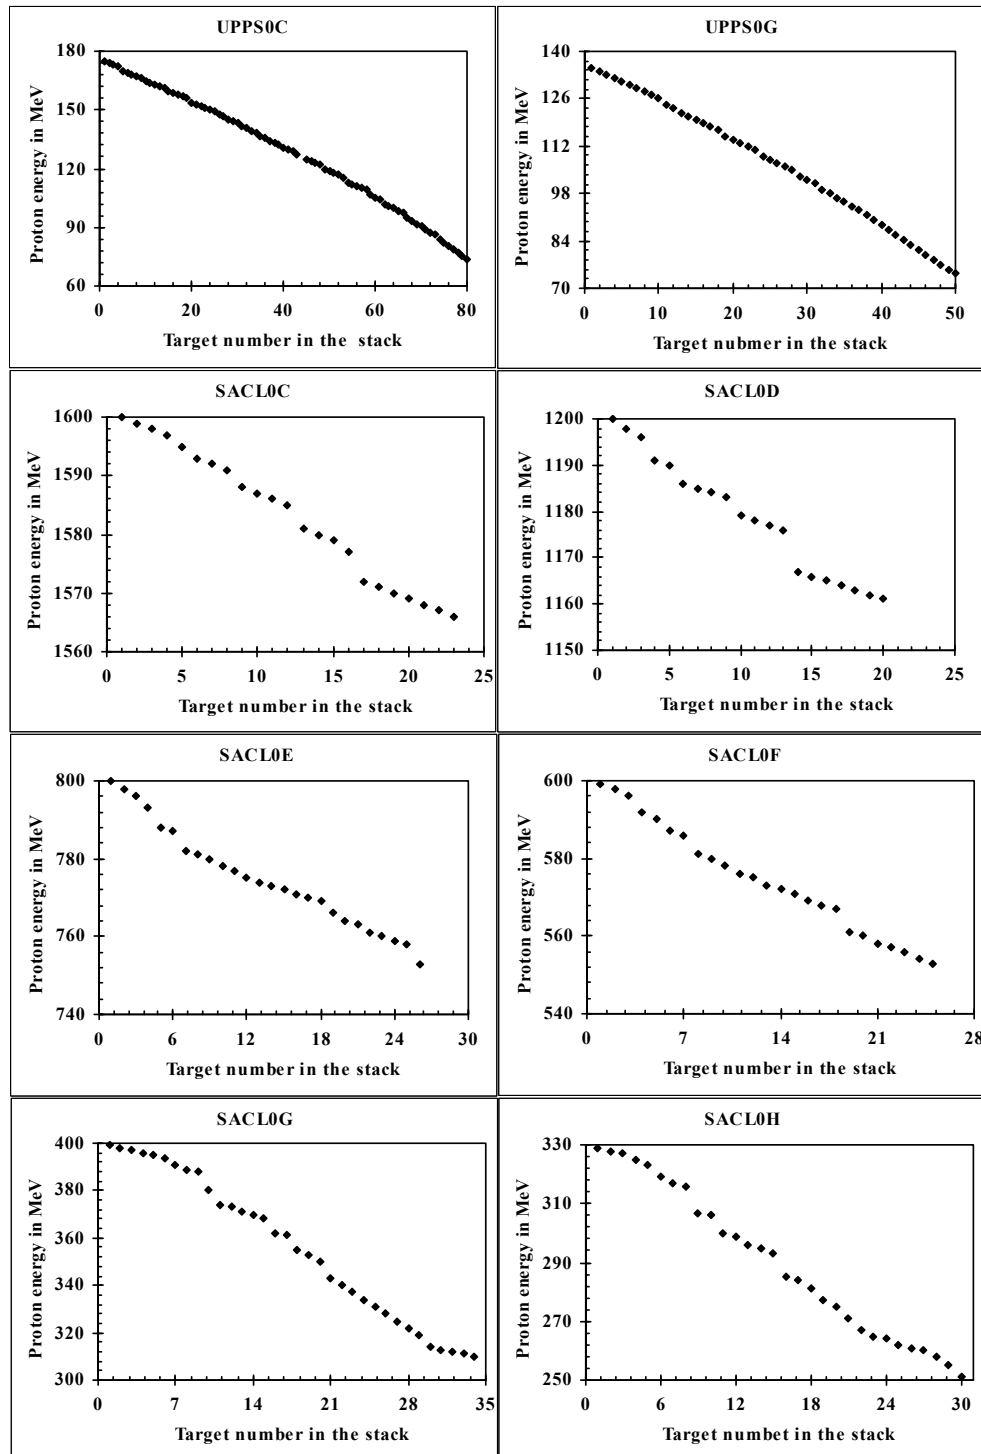 UPPS0C
Proton energy in MeV
180
150
120
90
60
0 20 40 60 80
Target number in the stack
UPPS0G
Proton energy in MeV
140
126
112
98
84
70
0 10 20 30 40 50
Target nubmer in the stack
SACL0C
Proton energy in MeV
1600
1590
1580
1570
1560
0 5 10 15 20 25
Target number in the stack
SACL0D
Proton energy in MeV
1200
1190
1180
1170
1160
1150
0 5 10 15 20 25
Target number in the stack
SACL0E
Proton energy in MeV
800
780
760
740
0 6 12 18 24 30
Target number in the stack
SACL0F
Proton energy in MeV
600
580
560
540
0 7 14 21 28
Target number in the stack
SACL0G
Proton energy in MeV
400
380
360
340
320
300
0 7 14 21 28 35
Target number in the stack
SACL0H
Proton energy in MeV
330
310
290
270
250
0 6 12 18 24 30
Target numbet in the stack